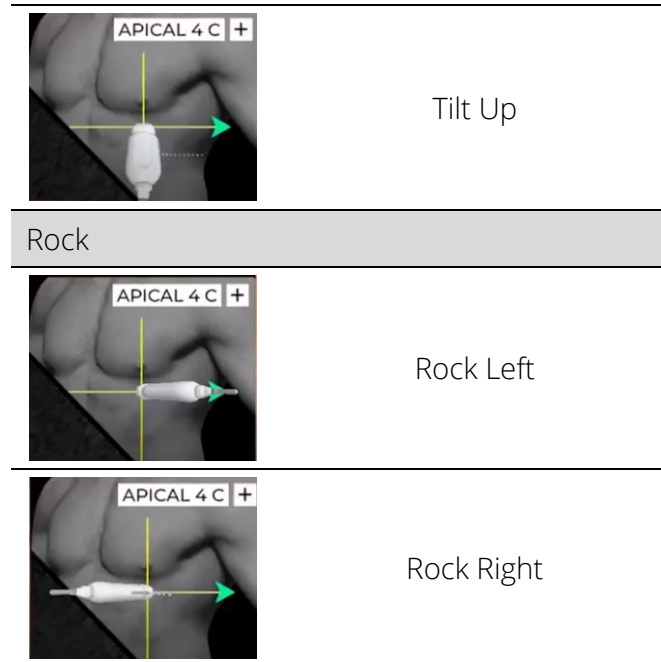 APICAL 4 C +
Tilt Up
Rock
APICAL 4 C +
Rock Left
APICAL 4 C +
Rock Right